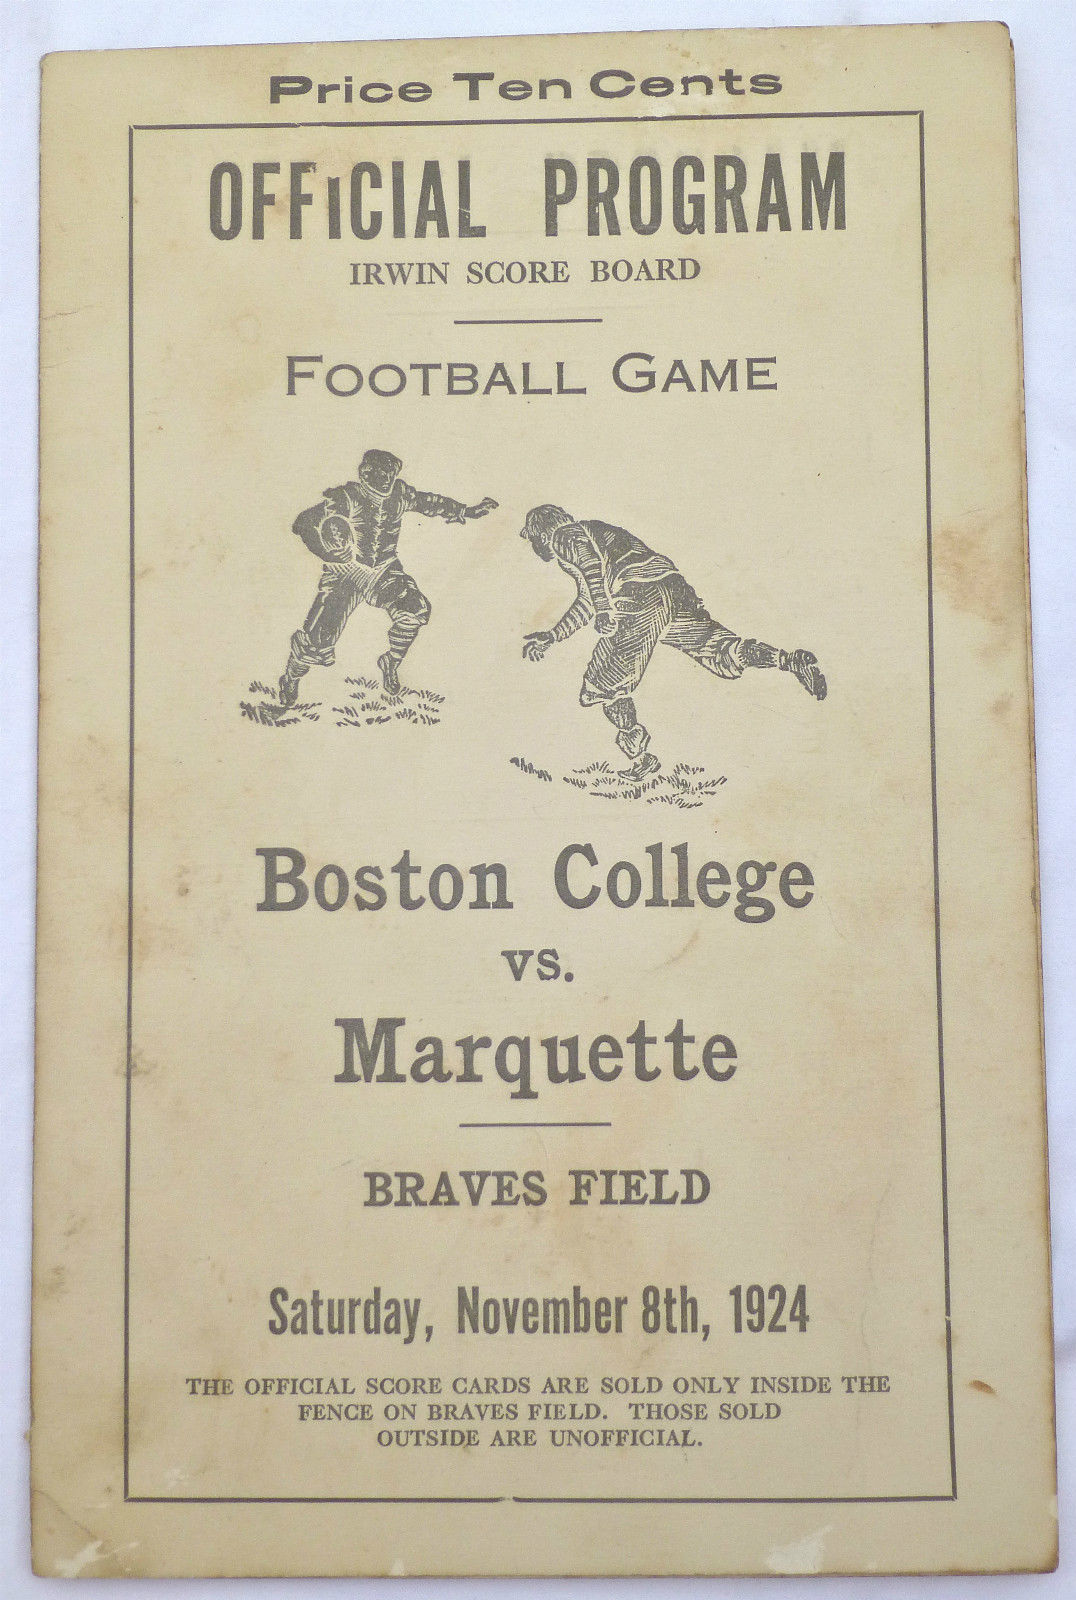 Price Ten Cents
OFFICIAL PROGRAM
IRWIN SCORE BOARD
FOOTBALL GAME
Boston College
vs.
Marquette
BRAVES FIELD
Saturday, November 8th, 1924
THE OFFICIAL SCORE CARDS ARE SOLD ONLY INSIDE THE
FENCE ON BRAVES FIELD. THOSE SOLD
OUTSIDE ARE UNOFFICIAL.